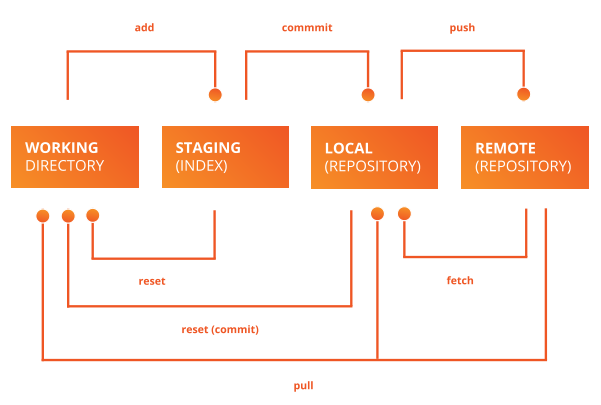 add
commmit
push
WORKING
DIRECTORY
STAGING
(INDEX)
LOCAL
(REPOSITORY)
REMOTE
(REPOSITORY)
reset
fetch
reset (commit)
pull